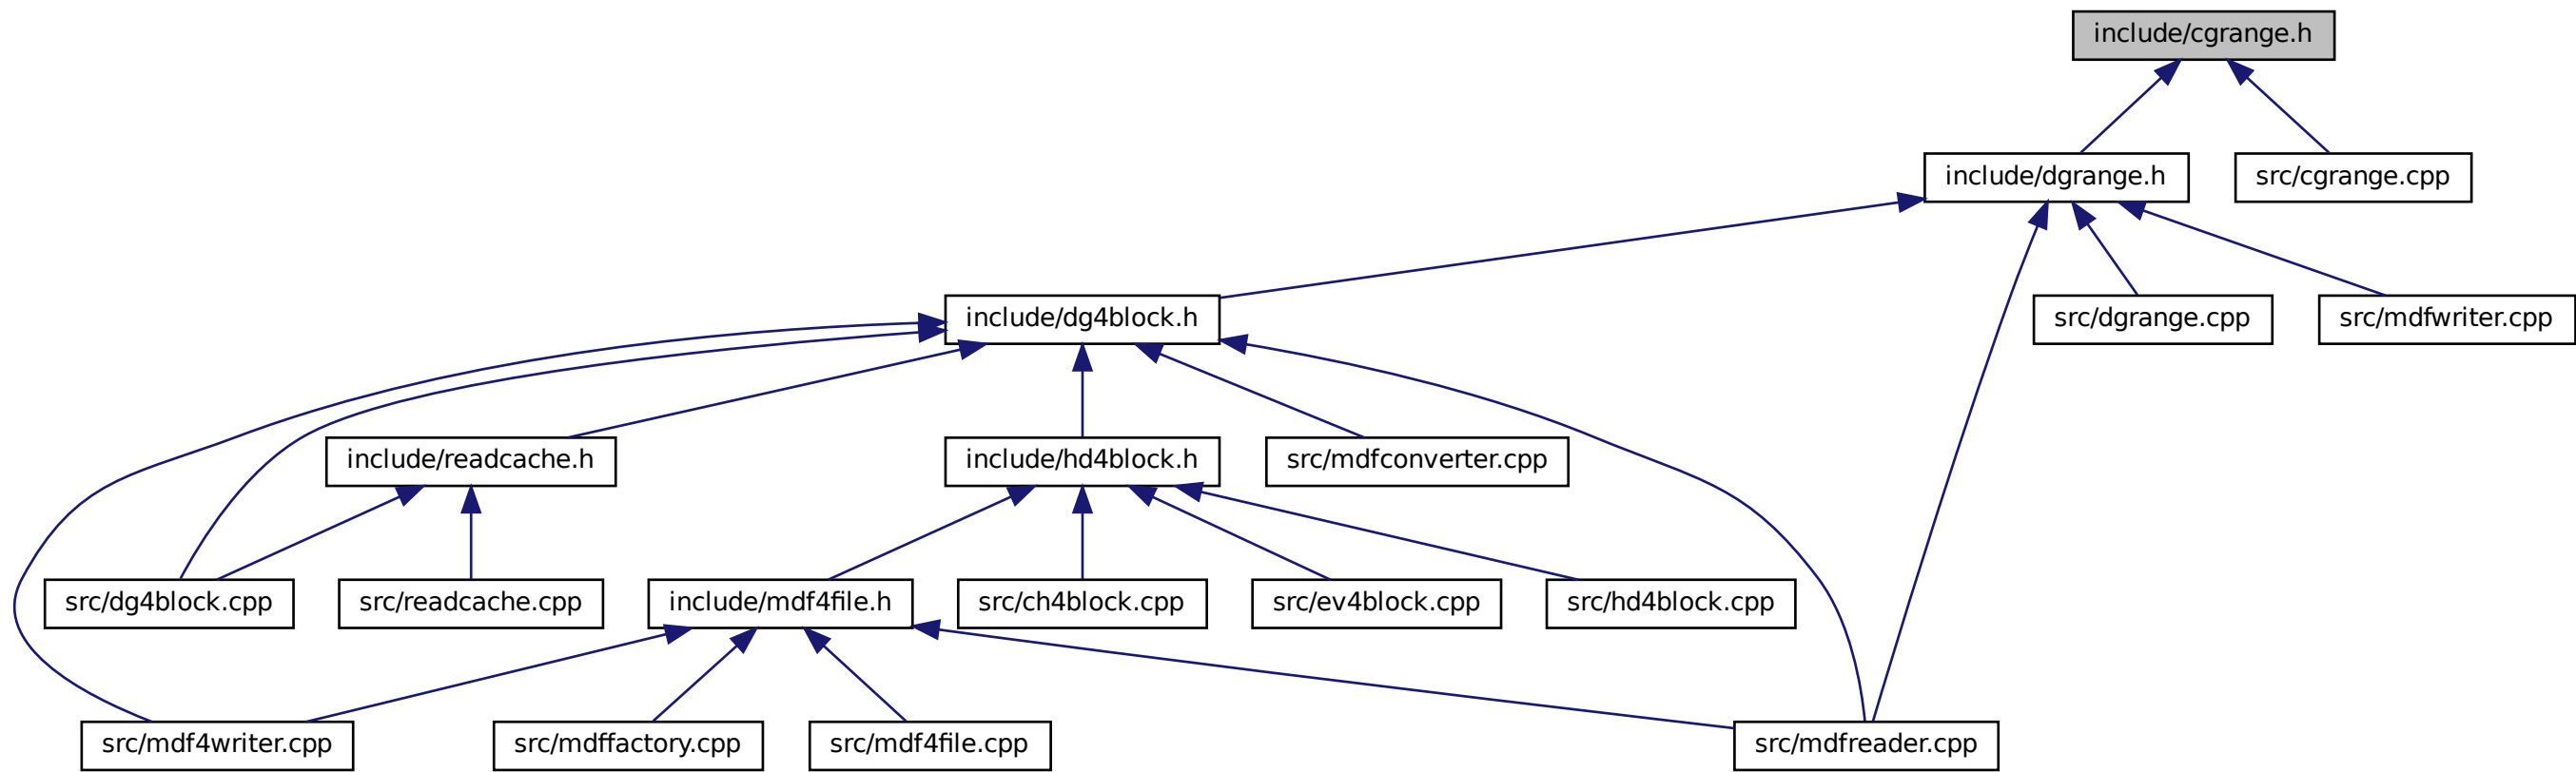 include/cgrange.h
include/dgrange.h
src/cgrange.cpp
include/dg4block.h
src/dgrange.cpp
src/mdfwriter.cpp
include/readcache.h
include/hd4block.h
src/mdfconverter.cpp
src/dg4block.cpp
src/readcache.cpp
include/mdf4file.h
src/ch4block.cpp
src/ev4block.cpp
src/hd4block.cpp
src/mdf4writer.cpp
src/mdffactory.cpp
src/mdf4file.cpp
src/mdfreader.cpp